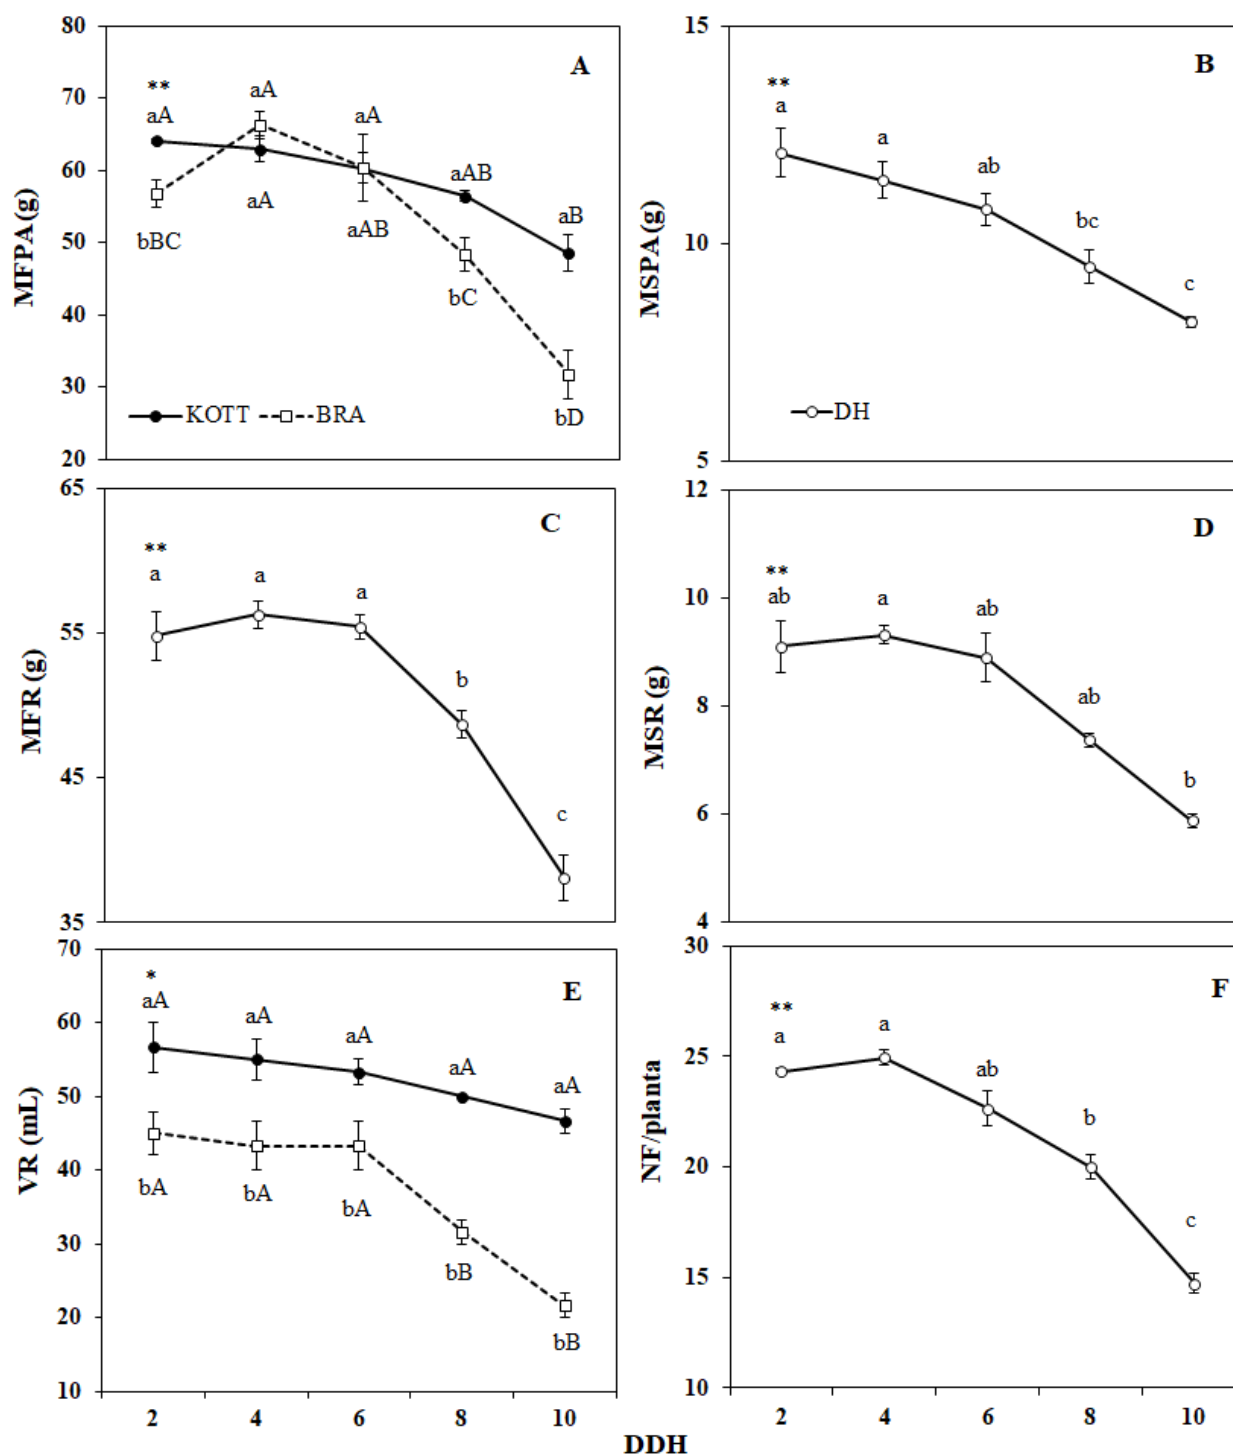 80
70
60
50
40
30
20
MFPA (g)
A
**
aA
aA
aA
aAB
aB
bBC
aA
aAB
bC
bD
KOTT
BRA
15
10
5
MSPA (g)
B
**
a
a
ab
bc
c
DH
65
55
45
35
MFR (g)
C
**
a
a
a
b
c
12
10
8
6
4
MSR (g)
D
**
ab
a
ab
ab
b
70
60
50
40
30
20
10
VR (mL)
E
*
aA
aA
aA
aA
aA
bA
bA
bA
bB
bB
2 4 6 8 10
30
25
20
15
10
NF/planta
F
**
a
a
ab
b
c
2 4 6 8 10
DDH